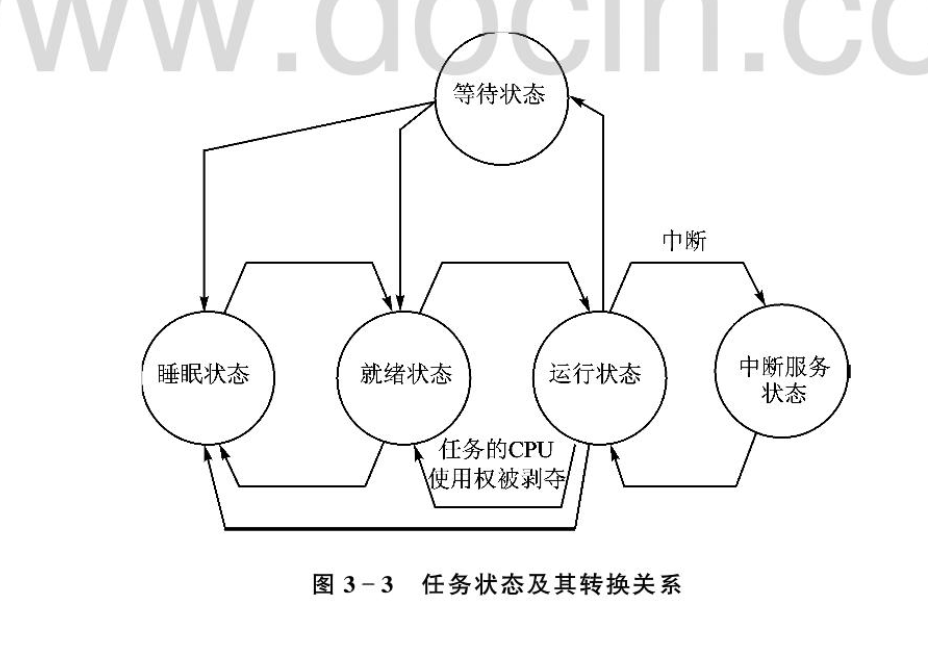 www.docin.co
等待状态
中断
睡眠状态
就绪状态
运行状态
中断服务
状态
任务的CPU
使用权被剥夺
图 3-3 任务状态及其转换关系